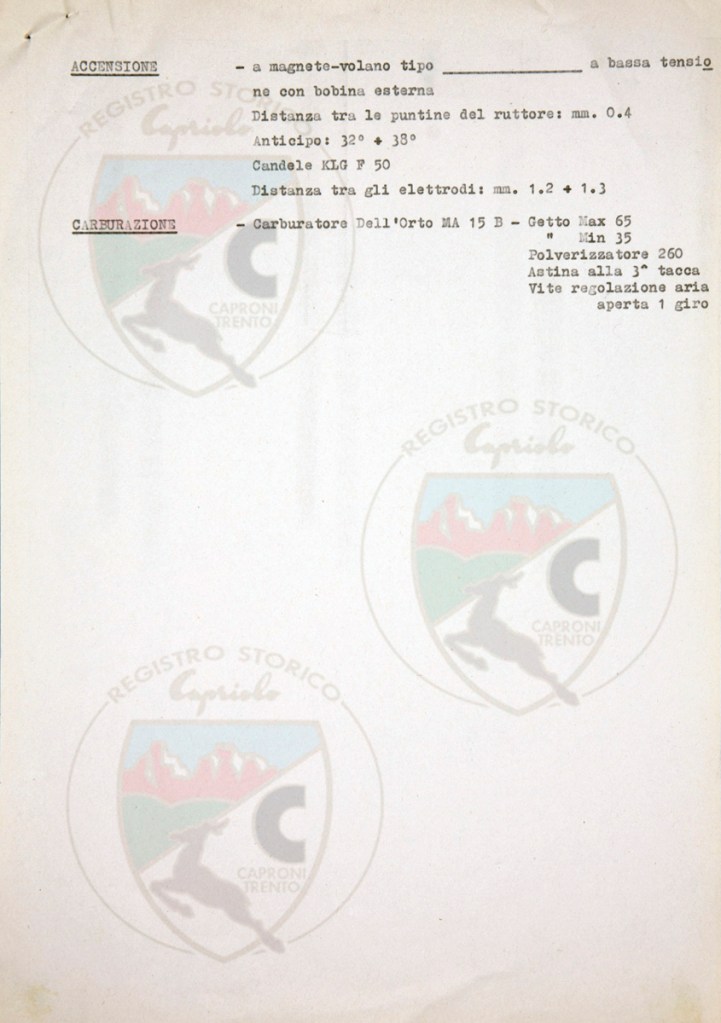 ACCENSIONE - a magnete-volano tipo ______________ a bassa tensio
ne con bobina esterna
Distanza tra le puntine del ruttore: mm. 0.4
Anticipo: 32° + 38°
Candele KLG F 50
Distanza tra gli elettrodi: mm. 1.2 + 1.3
CARBURAZIONE - Carburatore Dell'Orto MA 15 B - Getto Max 65
" Min 35
Polverizzatore 260
Astina alla 3^ tacca
Vite regolazione aria
aperta 1 giro
REGISTRO STORICO
Capriolo
C
CAPRONI
TRENTO
REGISTRO STORICO
Capriolo
C
CAPRONI
TRENTO
REGISTRO STORICO
Capriolo
C
CAPRONI
TRENTO